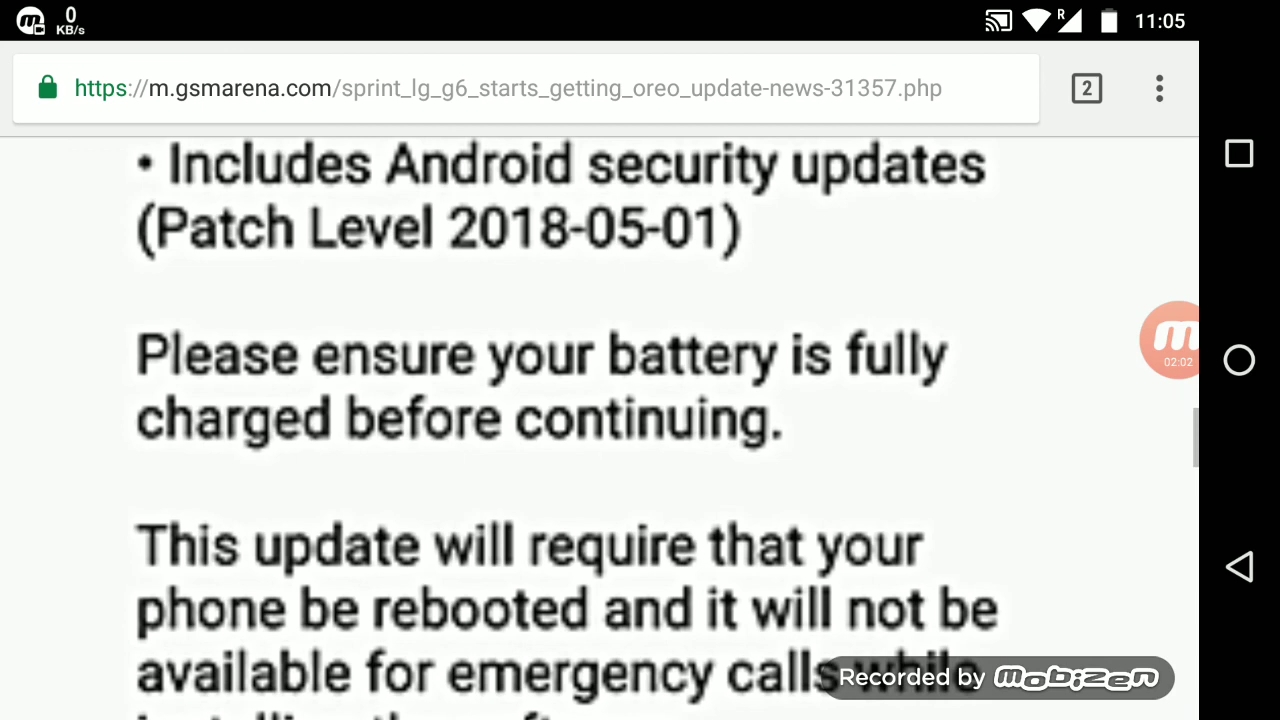 0
KB/s
R
11:05
https://m.gsmarena.com/sprint_lg_g6_starts_getting_oreo_update-news-31357.php
2
• Includes Android security updates
(Patch Level 2018-05-01)
Please ensure your battery is fully
charged before continuing.
02:02
This update will require that your
phone be rebooted and it will not be
available for emergency calls while
Recorded by mobizen